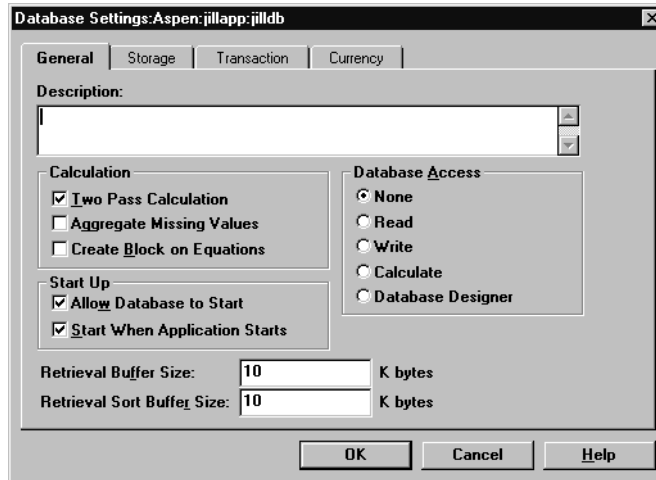 Database Settings:Aspen:jillapp:jilldb
General Storage Transaction Currency
Description:
Calculation
Two Pass Calculation
Aggregate Missing Values
Create Block on Equations
Start Up
Allow Database to Start
Start When Application Starts
Database Access
None
Read
Write
Calculate
Database Designer
Retrieval Buffer Size: 10 K bytes
Retrieval Sort Buffer Size: 10 K bytes
OK Cancel Help